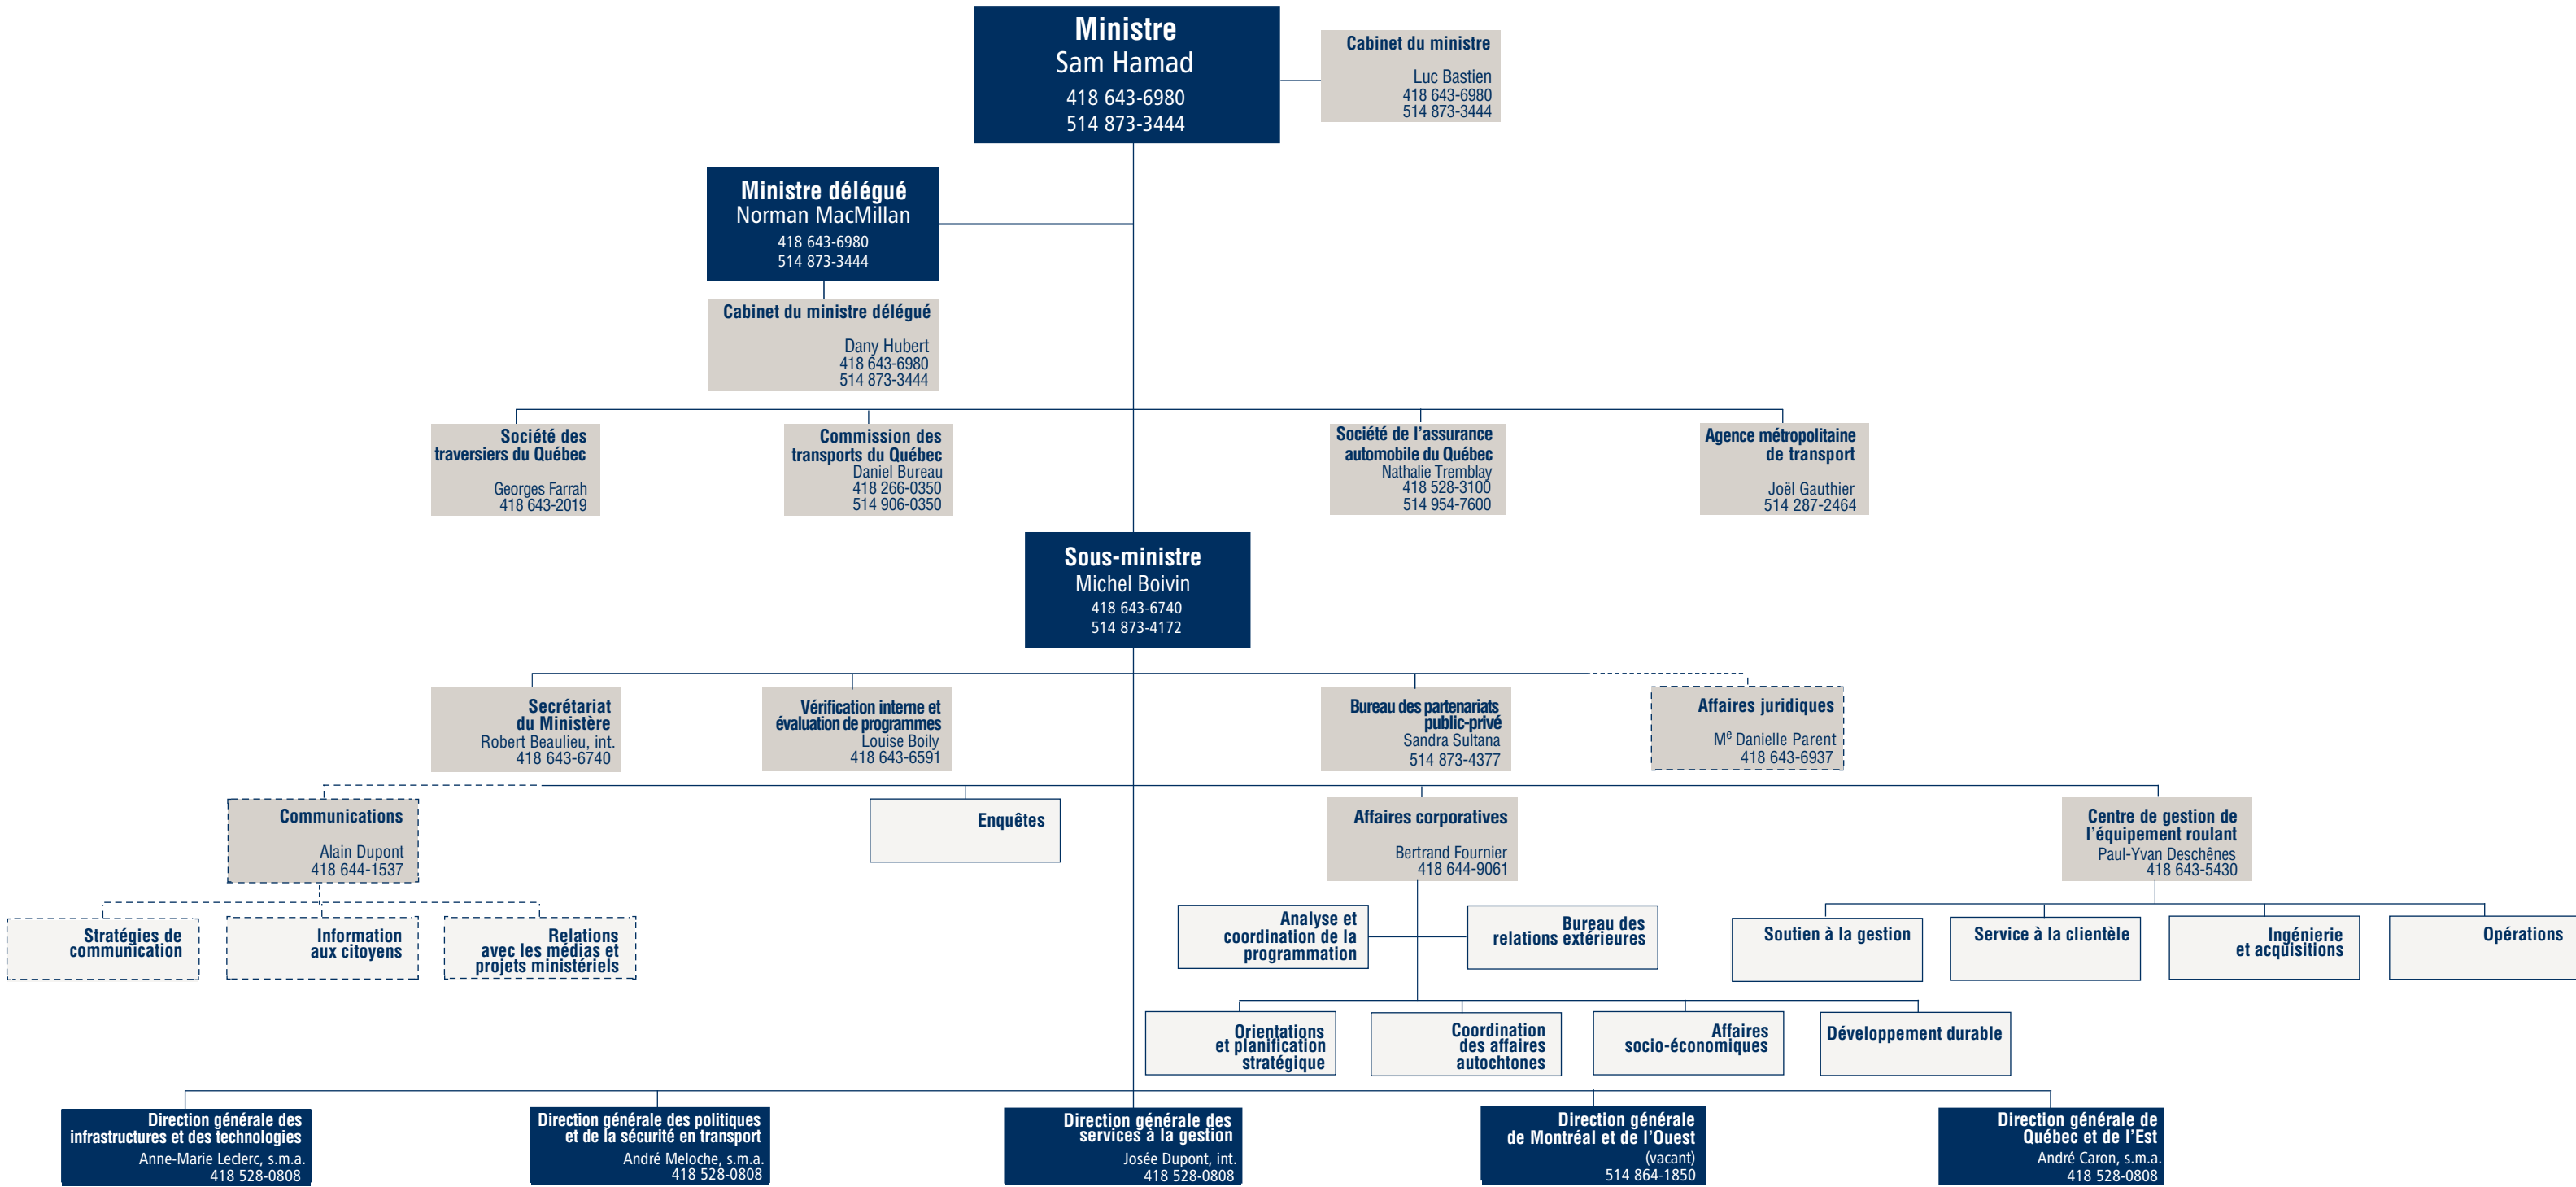 Ministre
Sam Hamad
418 643-6980
514 873-3444
Cabinet du ministre
Luc Bastien
418 643-6980
514 873-3444
Ministre délégué
Norman MacMillan
418 643-6980
514 873-3444
Cabinet du ministre délégué
Dany Hubert
418 643-6980
514 873-3444
Société des
traversiers du Québec
Georges Farrah
418 643-2019
Commission des
transports du Québec
Daniel Bureau
418 266-0350
514 906-0350
Société de l'assurance
automobile du Québec
Nathalie Tremblay
418 528-3100
514 954-7600
Agence métropolitaine
de transport
Joël Gauthier
514 287-2464
Sous-ministre
Michel Boivin
418 643-6740
514 873-4172
Secrétariat
du Ministère
Robert Beaulieu, int.
418 643-6740
Vérification interne et
évaluation de programmes
Louise Boily
418 643-6591
Bureau des partenariats
public-privé
Sandra Sultana
514 873-4377
Affaires juridiques
Me Danielle Parent
418 643-6937
Communications
Alain Dupont
418 644-1537
Enquêtes
Affaires corporatives
Bertrand Fournier
418 644-9061
Centre de gestion de
l'équipement roulant
Paul-Yvan Deschênes
418 643-5430
Stratégies de
communication
Information
aux citoyens
Relations
avec les médias et
projets ministériels
Analyse et
coordination de la
programmation
Bureau des
relations extérieures
Soutien à la gestion
Service à la clientèle
Ingénierie
et acquisitions
Opérations
Orientations
et planification
stratégique
Coordination
des affaires
autochtones
Affaires
socio-économiques
Développement durable
Direction générale des
infrastructures et des technologies
Anne-Marie Leclerc, s.m.a.
418 528-0808
Direction générale des politiques
et de la sécurité en transport
André Meloche, s.m.a.
418 528-0808
Direction générale des
services à la gestion
Josée Dupont, int.
418 528-0808
Direction générale
de Montréal et de l'Ouest
(vacant)
514 864-1850
Direction générale de
Québec et de l'Est
André Caron, s.m.a.
418 528-0808